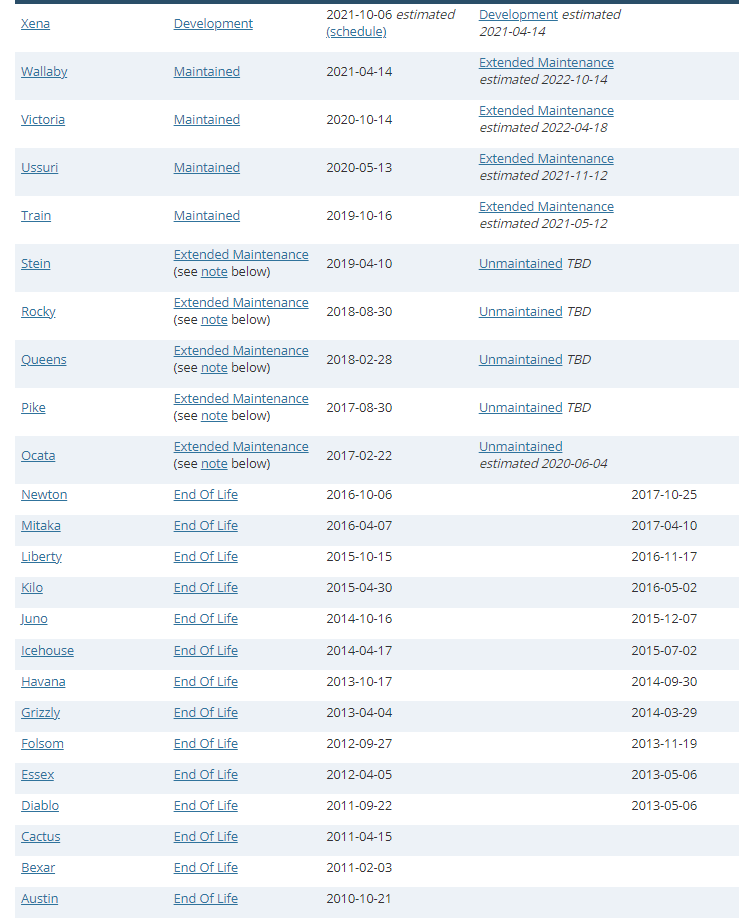 Xena Development 2021-10-06 estimated (schedule) Development estimated 2021-04-14
Wallaby Maintained 2021-04-14 Extended Maintenance estimated 2022-10-14
Victoria Maintained 2020-10-14 Extended Maintenance estimated 2022-04-18
Ussuri Maintained 2020-05-13 Extended Maintenance estimated 2021-11-12
Train Maintained 2019-10-16 Extended Maintenance estimated 2021-05-12
Stein Extended Maintenance (see note below) 2019-04-10 Unmaintained TBD
Rocky Extended Maintenance (see note below) 2018-08-30 Unmaintained TBD
Queens Extended Maintenance (see note below) 2018-02-28 Unmaintained TBD
Pike Extended Maintenance (see note below) 2017-08-30 Unmaintained TBD
Ocata Extended Maintenance (see note below) 2017-02-22 Unmaintained estimated 2020-06-04
Newton End Of Life 2016-10-06 2017-10-25
Mitaka End Of Life 2016-04-07 2017-04-10
Liberty End Of Life 2015-10-15 2016-11-17
Kilo End Of Life 2015-04-30 2016-05-02
Juno End Of Life 2014-10-16 2015-12-07
Icehouse End Of Life 2014-04-17 2015-07-02
Havana End Of Life 2013-10-17 2014-09-30
Grizzly End Of Life 2013-04-04 2014-03-29
Folsom End Of Life 2012-09-27 2013-11-19
Essex End Of Life 2012-04-05 2013-05-06
Diablo End Of Life 2011-09-22 2013-05-06
Cactus End Of Life 2011-04-15
Bexar End Of Life 2011-02-03
Austin End Of Life 2010-10-21